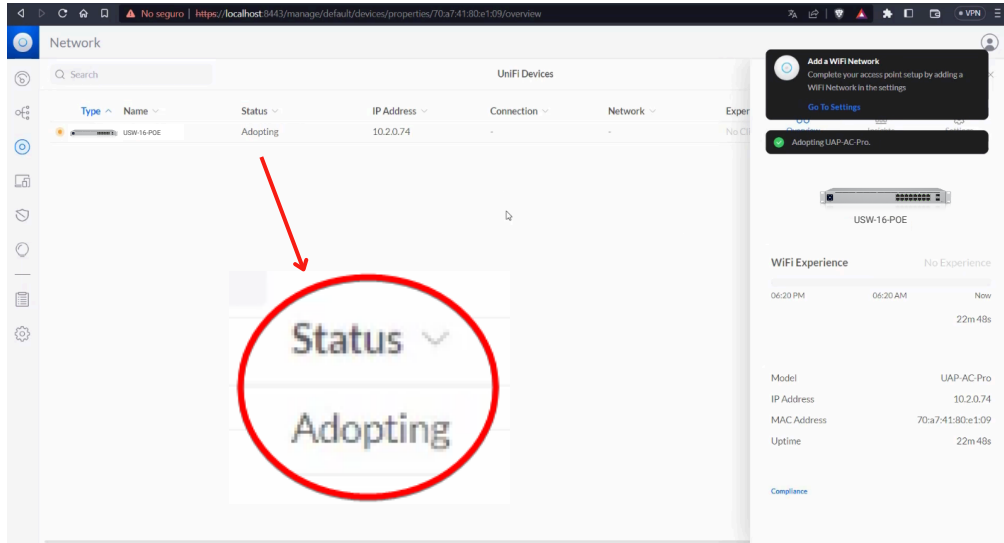 No seguro | https://localhost:8443/manage/default/devices/properties/70:a7:41:80:e1:09/overview
VPN
Network
Search
UniFi Devices
Type Name Status IP Address Connection Network Exper
USW-16-POE Adopting 10.2.0.74 - - No Cl
Add a WiFi Network
Complete your access point setup by adding a
WiFi Network in the settings
Go To Settings
Overview Insights Settings
Adopting UAP-AC-Pro.
USW-16-POE
WiFi Experience No Experience
06:20 PM 06:20 AM Now
22m 48s
Model UAP-AC-Pro
IP Address 10.2.0.74
MAC Address 70:a7:41:80:e1:09
Uptime 22m 48s
Compliance
Status
Adopting